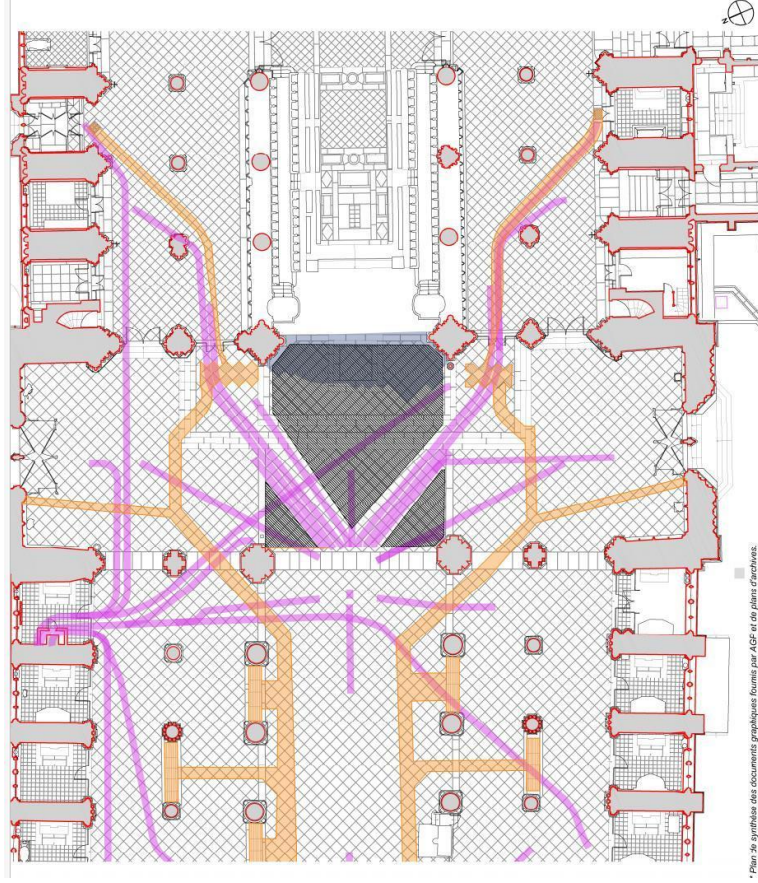 N
* Plan de synthèse des documents graphiques fournis par AGF et de plans d'archives.